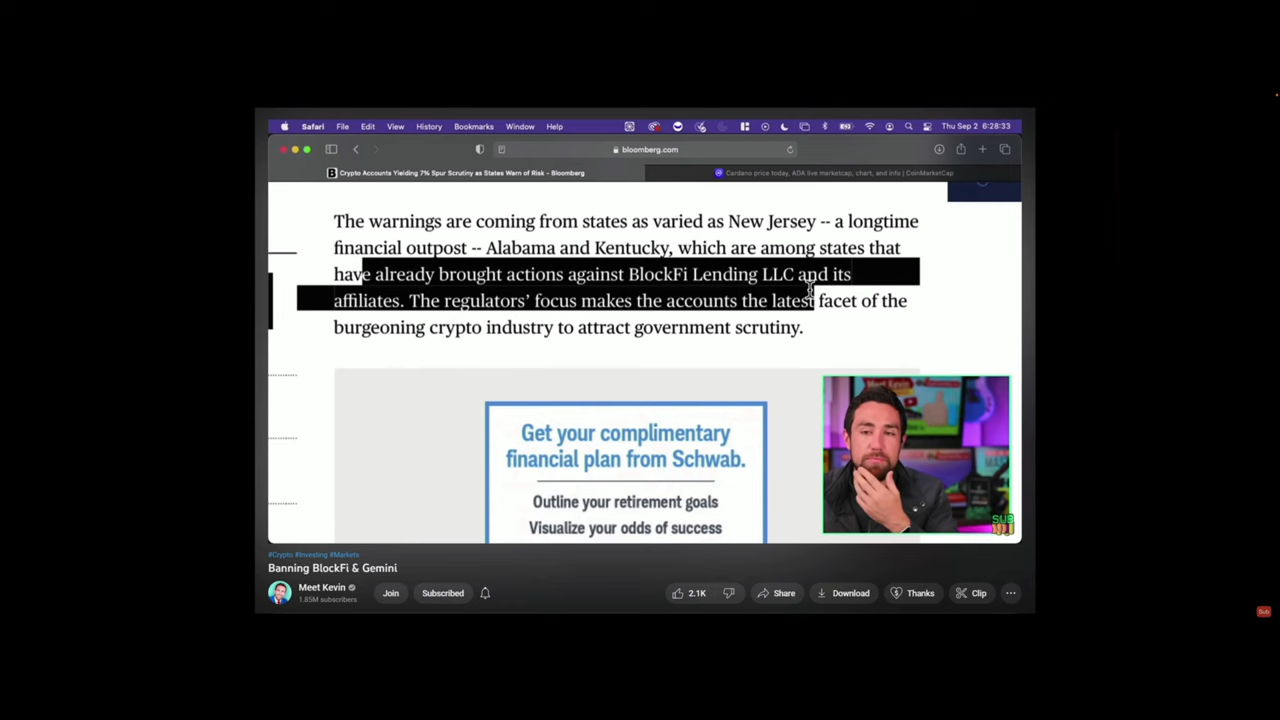 Safari File Edit View History Bookmarks Window Help Thu Sep 2 6:28:33
bloomberg.com
Crypto Accounts Yielding 7% Spur Scrutiny as States Warn of Risk – Bloomberg
Cardano price today, ADA live marketcap, chart, and info | CoinMarketCap
The warnings are coming from states as varied as New Jersey -- a longtime
financial outpost -- Alabama and Kentucky, which are among states that
have already brought actions against BlockFi Lending LLC and its
affiliates. The regulators’ focus makes the accounts the latest facet of the
burgeoning crypto industry to attract government scrutiny.
Get your complimentary
financial plan from Schwab.
Outline your retirement goals
Visualize your odds of success
Meet Kevin
SUB
#Crypto #Investing #Markets
Banning BlockFi & Gemini
Meet Kevin
1.85M subscribers
Join Subscribed 2.1K Share Download Thanks Clip
Sub